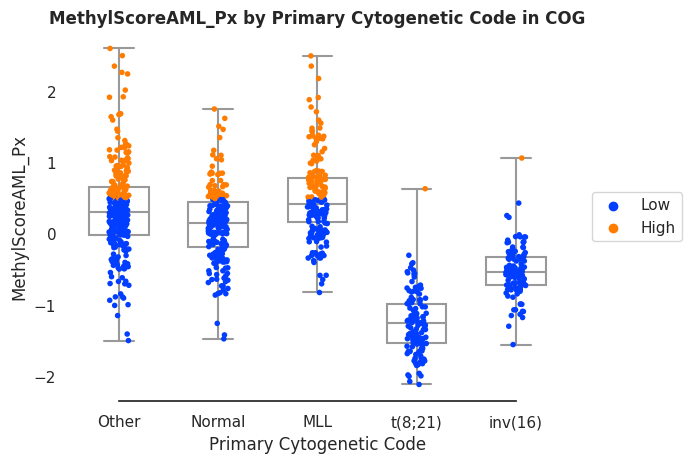 MethylScoreAML_Px by Primary Cytogenetic Code in COG
MethylScoreAML_Px
2
1
0
−1
−2
Low
High
Other
Normal
MLL
t(8;21)
inv(16)
Primary Cytogenetic Code